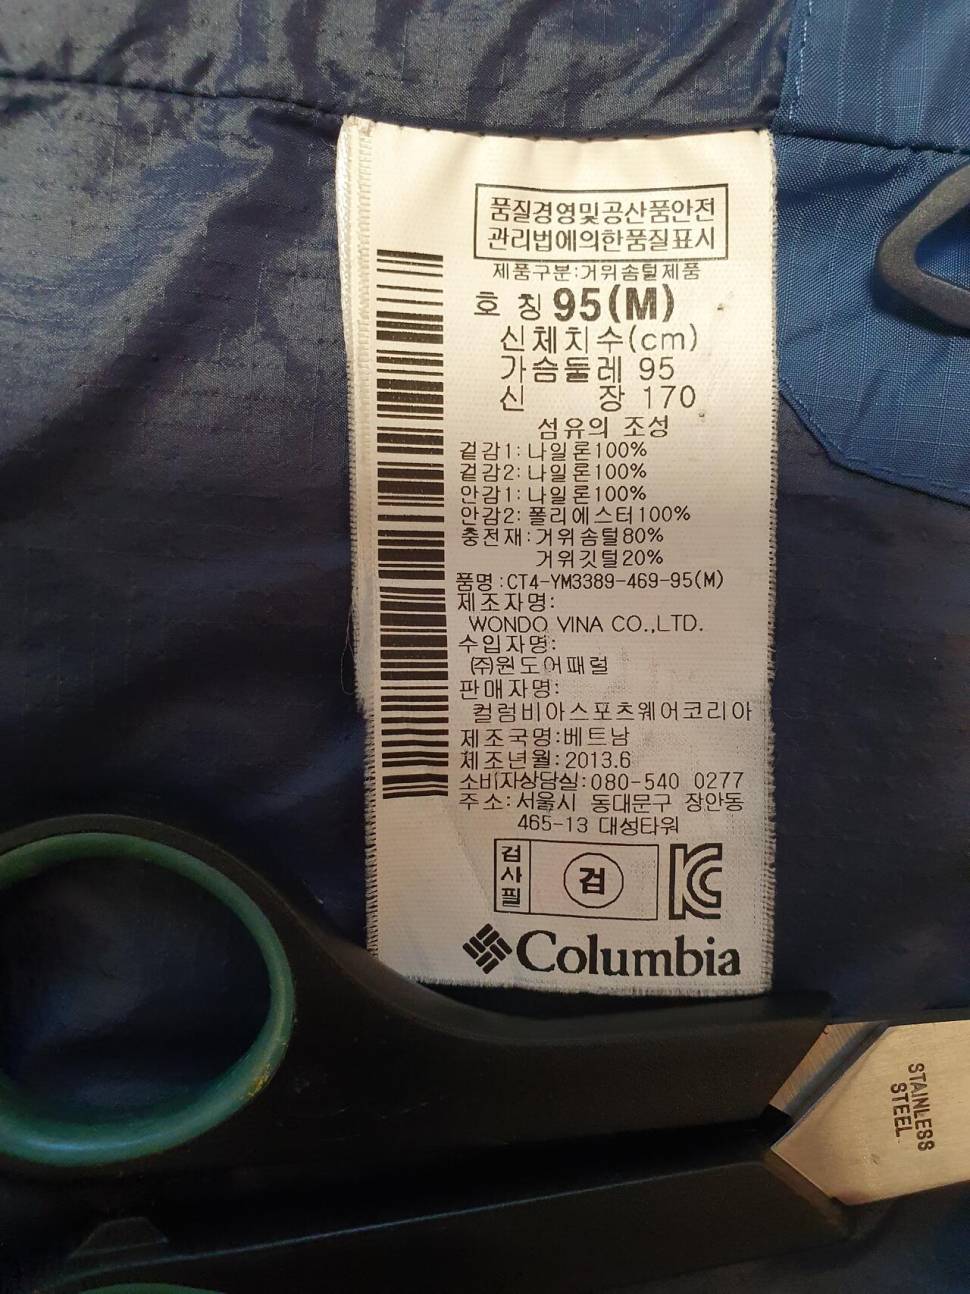 품질경영및공산품안전
관리법에의한품질표시
제품구분:거위솜털제품
호 칭 95(M)
신체치수(cm)
가슴둘레 95
신 장 170
섬유의 조성
겉감1:나일론100%
겉감2:나일론100%
안감1:나일론100%
안감2:폴리에스터100%
충전재:거위솜털80%
거위깃털20%
품명:CT4-YM3389-469-95(M)
제조자명:
WONDO VINA CO.,LTD.
수입자명:
(주)원도어패럴
판매자명:
컬럼비아스포츠웨어코리아
제조국명:베트남
제조년월:2013.6
소비자상담실:080-540 0277
주소:서울시 동대문구 장안동
465-13 대성타워
검사필
검
KC
Columbia
STAINLESS
STEEL